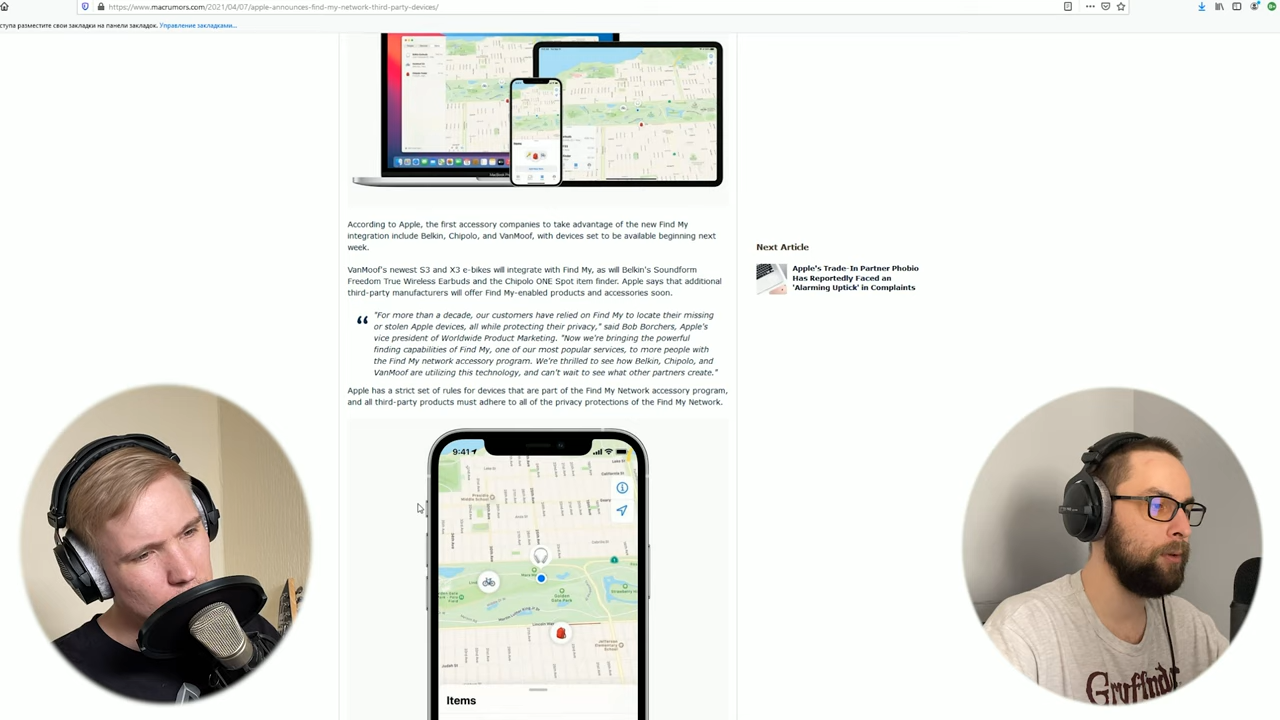 https://www.macrumors.com/2021/04/07/apple-announces-find-my-network-third-party-devices/
ступа разместите свои закладки на панели закладок. Управление закладками...
According to Apple, the first accessory companies to take advantage of the new Find My
integration include Belkin, Chipolo, and VanMoof, with devices set to be available beginning next
week.
VanMoof's newest S3 and X3 e-bikes will integrate with Find My, as will Belkin's Soundform
Freedom True Wireless Earbuds and the Chipolo ONE Spot item finder. Apple says that additional
third-party manufacturers will offer Find My-enabled products and accessories soon.
"For more than a decade, our customers have relied on Find My to locate their missing
or stolen Apple devices, all while protecting their privacy," said Bob Borchers, Apple's
vice president of Worldwide Product Marketing. "Now we're bringing the powerful
finding capabilities of Find My, one of our most popular services, to more people with
the Find My network accessory program. We're thrilled to see how Belkin, Chipolo, and
VanMoof are utilizing this technology, and can't wait to see what other partners create."
Apple has a strict set of rules for devices that are part of the Find My Network accessory program,
and all third-party products must adhere to all of the privacy protections of the Find My Network.
Next Article
Apple's Trade-In Partner Phobio
Has Reportedly Faced an
'Alarming Uptick' in Complaints
9:41
Items
Gryffindor